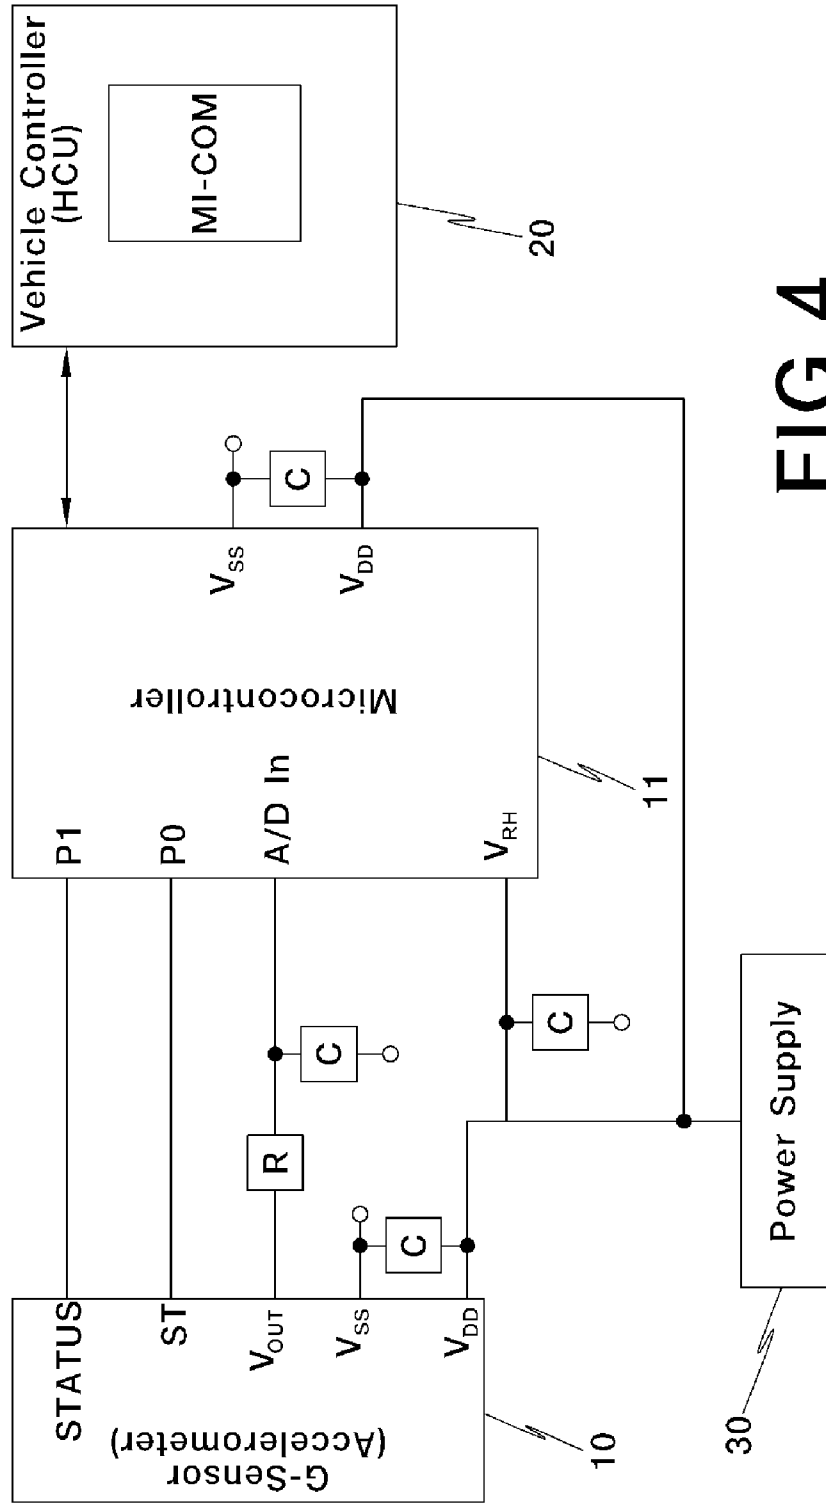 G-Sensor
(Accelerometer)
STATUS
ST
VOUT
VSS
VDD
10
C
R
C
C
P1
P0
A/D In
VRH
Microcontroller
VSS
VDD
11
C
Vehicle Controller
(HCU)
MI-COM
20
Power Supply
30
FIG 4